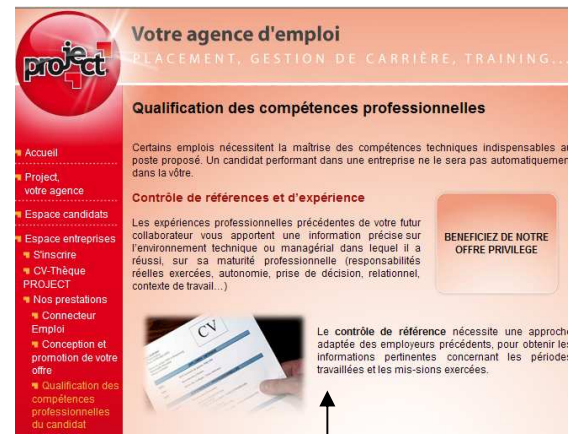 project
Votre agence d'emploi
PLACEMENT, GESTION DE CARRIÈRE, TRAINING...
Accueil
Project,
votre agence
Espace candidats
Espace entreprises
S'inscrire
CV-Thèque
PROJECT
Nos prestations
Connecteur
Emploi
Conception et
promotion de votre
offre
Qualification des
compétences
professionnelles
du candidat
Qualification des compétences professionnelles
Certains emplois nécessitent la maîtrise des compétences techniques indispensables au
poste proposé. Un candidat performant dans une entreprise ne le sera pas automatiquemen
dans la vôtre.
Contrôle de références et d'expérience
Les expériences professionnelles précédentes de votre futur
collaborateur vous apportent une information précise sur
l'environnement technique ou managérial dans lequel il a
réussi, sur sa maturité professionnelle (responsabilités
réelles exercées, autonomie, prise de décision, relationnel,
contexte de travail…)
BENEFICIEZ DE NOTRE
OFFRE PRIVILEGE
CV
Le contrôle de référence nécessite une approche
adaptée des employeurs précédents, pour obtenir les
informations pertinentes concernant les périodes
travaillées et les mis-sions exercées.